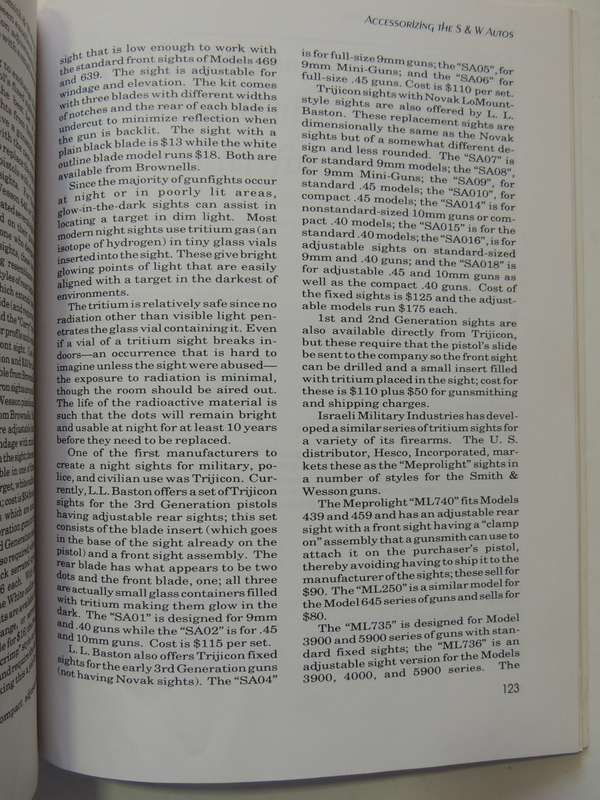 Accessorizing the S & W Autos
sight that is low enough to work with
the standard front sights of Models 469
and 639. The sight is adjustable for
windage and elevation. The kit comes
with three blades with different widths
of notches and the rear of each blade is
undercut to minimize reflection when
the gun is backlit. The sight with a
plain black blade is $13 while the white
outline blade model runs $18. Both are
available from Brownells.
Since the majority of gunfights occur
at night or in poorly lit areas,
glow-in-the-dark sights can assist in
locating a target in dim light. Most
modern night sights use tritium gas (an
isotope of hydrogen) in tiny glass vials
inserted into the sight. These give bright
glowing points of light that are easily
aligned with a target in the darkest of
environments.
The tritium is relatively safe since no
radiation other than visible light pen-
etrates the glass vial containing it. Even
if a vial of a tritium sight breaks in-
doors—an occurrence that is hard to
imagine unless the sight were abused—
the exposure to radiation is minimal,
though the room should be aired out.
The life of the radioactive material is
such that the dots will remain bright
and usable at night for at least 10 years
before they need to be replaced.
One of the first manufacturers to
create a night sights for military, po-
lice, and civilian use was Trijicon. Cur-
rently, L.L. Baston offers a set of Trijicon
sights for the 3rd Generation pistols
having adjustable rear sights; this set
consists of the blade insert (which goes
in the base of the sight already on the
pistol) and a front sight assembly. The
rear blade has what appears to be two
dots and the front blade, one; all three
are actually small glass containers filled
with tritium making them glow in the
dark. The "SA01" is designed for 9mm
and .40 guns while the "SA02" is for .45
and 10mm guns. Cost is $115 per set.
L. L. Baston also offers Trijicon fixed
sights for the early 3rd Generation guns
(not having Novak sights). The "SA04"
is for full-size 9mm guns; the "SA05", for
9mm Mini-Guns; and the "SA06" for
full-size .45 guns. Cost is $110 per set.
Trijicon sights with Novak LoMount-
style sights are also offered by L. L.
Baston. These replacement sights are
dimensionally the same as the Novak
sights but of a somewhat different de-
sign and less rounded. The "SA07" is
for standard 9mm models; the "SA08",
for 9mm Mini-Guns; the "SA09", for
standard .45 models; the "SA010", for
compact .45 models; the "SA014" is for
nonstandard-sized 10mm guns or com-
pact .40 models; the "SA015" is for the
standard .40 models; the "SA016", is for
adjustable sights on standard-sized
9mm and .40 guns; and the "SA018" is
for adjustable .45 and 10mm guns as
well as the compact .40 guns. Cost of
the fixed sights is $125 and the adjust-
able models run $175 each.
1st and 2nd Generation sights are
also available directly from Trijicon,
but these require that the pistol's slide
be sent to the company so the front sight
can be drilled and a small insert filled
with tritium placed in the sight; cost for
these is $110 plus $50 for gunsmithing
and shipping charges.
Israeli Military Industries has devel-
oped a similar series of tritium sights for
a variety of its firearms. The U. S.
distributor, Hesco, Incorporated, mar-
kets these as the "Meprolight" sights in
a number of styles for the Smith &
Wesson guns.
The Meprolight "ML740" fits Models
439 and 459 and has an adjustable rear
sight with a front sight having a "clamp
on" assembly that a gunsmith can use to
attach it on the purchaser's pistol,
thereby avoiding having to ship it to the
manufacturer of the sights; these sell for
$90. The "ML250" is a similar model for
the Model 645 series of guns and sells for
$80.
The "ML735" is designed for Model
3900 and 5900 series of guns with stan-
dard fixed sights; the "ML736" is an
adjustable sight version for the Models
3900, 4000, and 5900 series. The
123